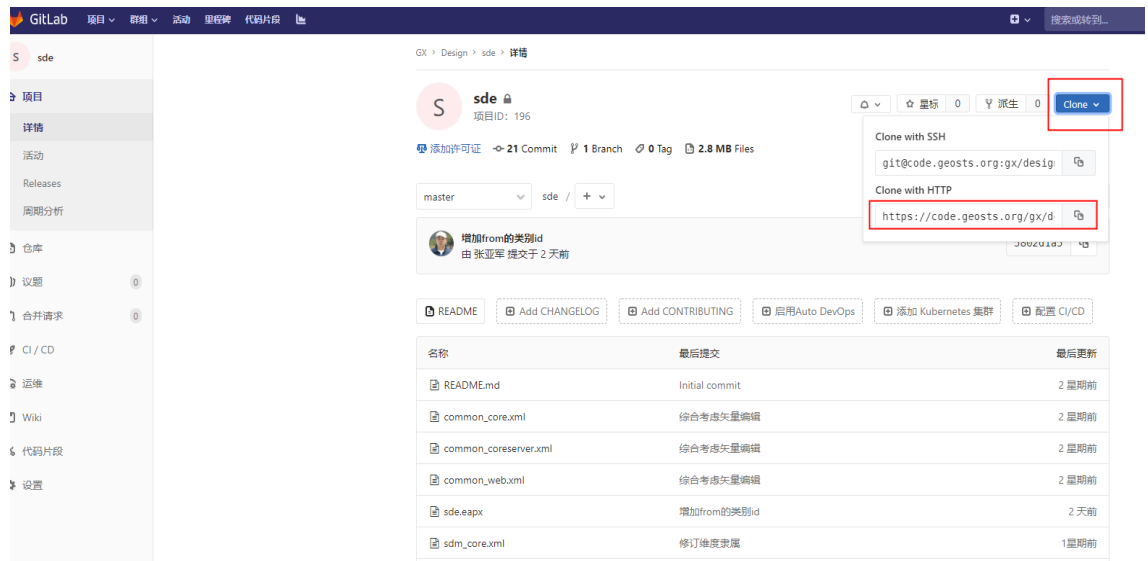 GitLab 项目 群组 活动 里程碑 代码片段 搜索或转到...
S sde
项目
详情
活动
Releases
周期分析
仓库
议题 0
合并请求 0
CI / CD
运维
Wiki
代码片段
设置
GX > Design > sde > 详情
S
sde
项目ID: 196
星标 0 派生 0 Clone
添加许可证 21 Commit 1 Branch 0 Tag 2.8 MB Files
Clone with SSH
git@code.geosts.org:gx/desig
Clone with HTTP
https://code.geosts.org/gx/d
master sde / +
增加from的类别id
由 张亚军 提交于 2 天前
README Add CHANGELOG Add CONTRIBUTING 启用Auto DevOps 添加 Kubernetes 集群 配置 CI/CD
名称 最后提交 最后更新
README.md Initial commit 2 星期前
common_core.xml 综合考虑矢量编辑 2 星期前
common_coreserver.xml 综合考虑矢量编辑 2 星期前
common_web.xml 综合考虑矢量编辑 2 星期前
sde.eapx 增加from的类别id 2 天前
sdm_core.xml 修订维度隶属 1星期前